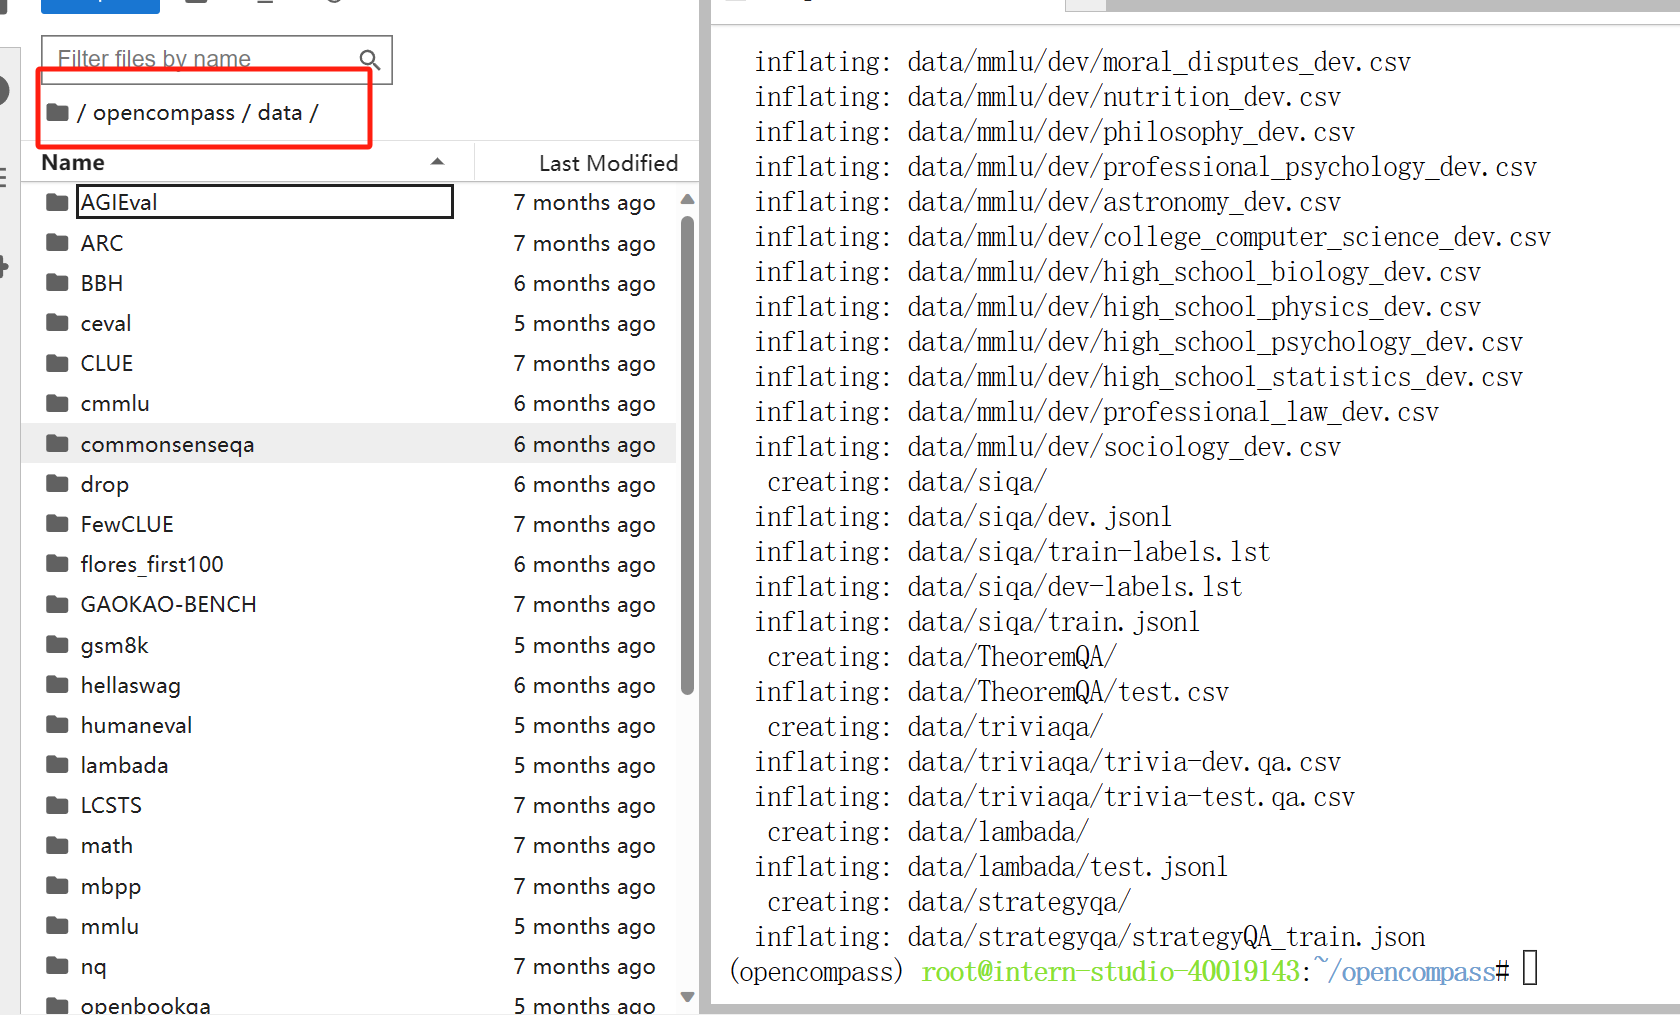 Filter files by name
/ opencompass / data /
Name Last Modified
AGIEval 7 months ago
ARC 7 months ago
BBH 6 months ago
ceval 5 months ago
CLUE 7 months ago
cmmlu 6 months ago
commonsenseqa 6 months ago
drop 6 months ago
FewCLUE 7 months ago
flores_first100 6 months ago
GAOKAO-BENCH 7 months ago
gsm8k 5 months ago
hellaswag 6 months ago
humaneval 5 months ago
lambada 5 months ago
LCSTS 7 months ago
math 7 months ago
mbpp 7 months ago
mmlu 5 months ago
nq 7 months ago
openbookqa 5 months ago
inflating: data/mmlu/dev/moral_disputes_dev.csv
inflating: data/mmlu/dev/nutrition_dev.csv
inflating: data/mmlu/dev/philosophy_dev.csv
inflating: data/mmlu/dev/professional_psychology_dev.csv
inflating: data/mmlu/dev/astronomy_dev.csv
inflating: data/mmlu/dev/college_computer_science_dev.csv
inflating: data/mmlu/dev/high_school_biology_dev.csv
inflating: data/mmlu/dev/high_school_physics_dev.csv
inflating: data/mmlu/dev/high_school_psychology_dev.csv
inflating: data/mmlu/dev/high_school_statistics_dev.csv
inflating: data/mmlu/dev/professional_law_dev.csv
inflating: data/mmlu/dev/sociology_dev.csv
creating: data/siqa/
inflating: data/siqa/dev.jsonl
inflating: data/siqa/train-labels.lst
inflating: data/siqa/dev-labels.lst
inflating: data/siqa/train.jsonl
creating: data/TheoremQA/
inflating: data/TheoremQA/test.csv
creating: data/triviaqa/
inflating: data/triviaqa/trivia-dev.qa.csv
inflating: data/triviaqa/trivia-test.qa.csv
creating: data/lambada/
inflating: data/lambada/test.jsonl
creating: data/strategyqa/
inflating: data/strategyqa/strategyQA_train.json
(opencompass) root@intern-studio-40019143:~/opencompass#